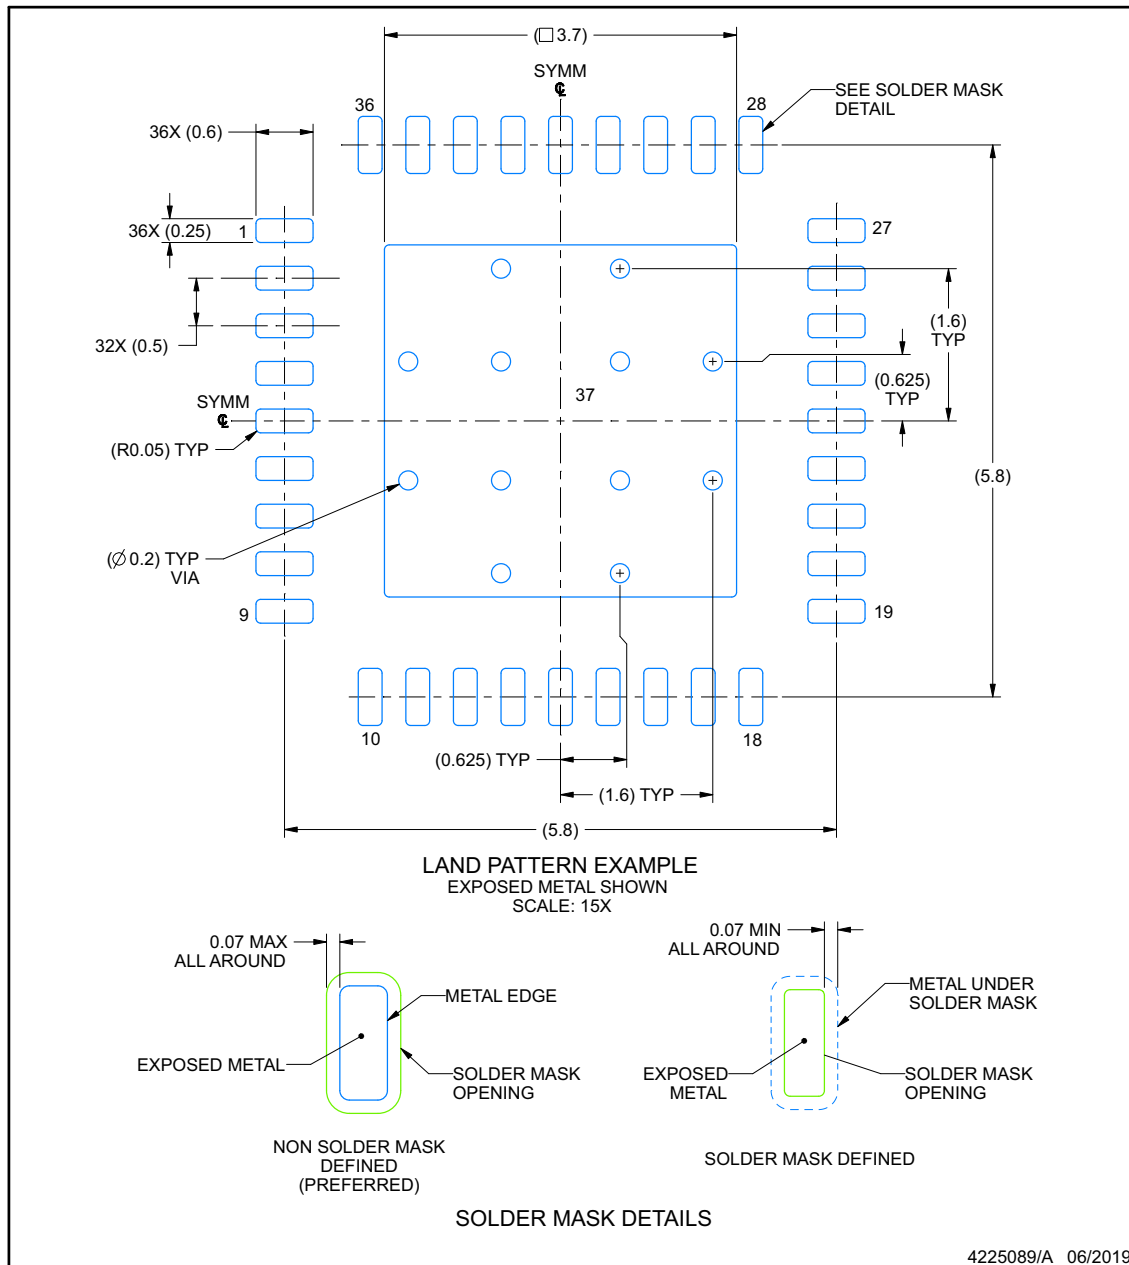 (□ 3.7)
SYMM
℄
36
28
SEE SOLDER MASK
DETAIL
36X (0.6)
36X (0.25)
1
27
32X (0.5)
(1.6)
TYP
(0.625)
TYP
37
SYMM
℄
(R0.05) TYP
(5.8)
(∅ 0.2) TYP
VIA
9
19
10
18
(0.625) TYP
(1.6) TYP
(5.8)
LAND PATTERN EXAMPLE
EXPOSED METAL SHOWN
SCALE: 15X
0.07 MAX
ALL AROUND
METAL EDGE
EXPOSED METAL
SOLDER MASK
OPENING
NON SOLDER MASK
DEFINED
(PREFERRED)
0.07 MIN
ALL AROUND
METAL UNDER
SOLDER MASK
EXPOSED
METAL
SOLDER MASK
OPENING
SOLDER MASK DEFINED
SOLDER MASK DETAILS
4225089/A 06/2019